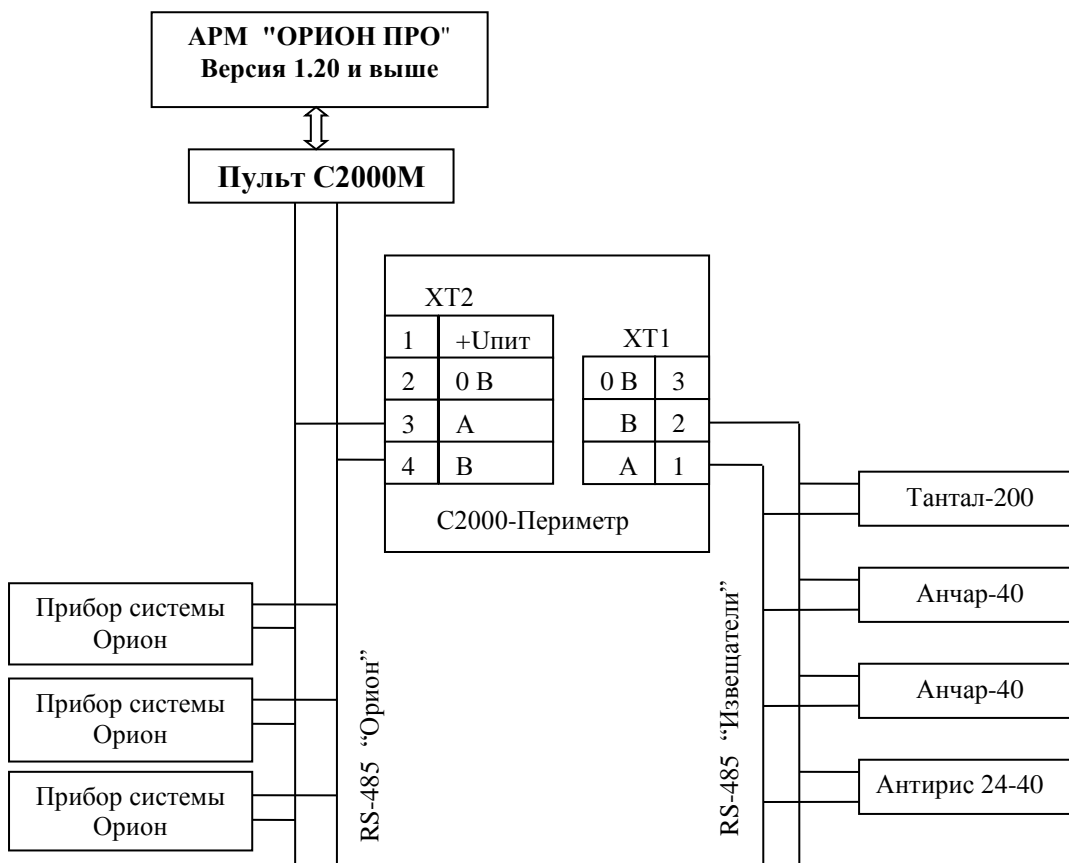 АРМ "ОРИОН ПРО"
Версия 1.20 и выше
Пульт С2000М
ХТ2
1 +Uпит
2 0 В
3 А
4 В
ХТ1
0 В 3
В 2
А 1
С2000-Периметр
Тантал-200
Анчар-40
Анчар-40
Антирис 24-40
Прибор системы
Орион
Прибор системы
Орион
Прибор системы
Орион
RS-485 “Орион”
RS-485 “Извещатели”